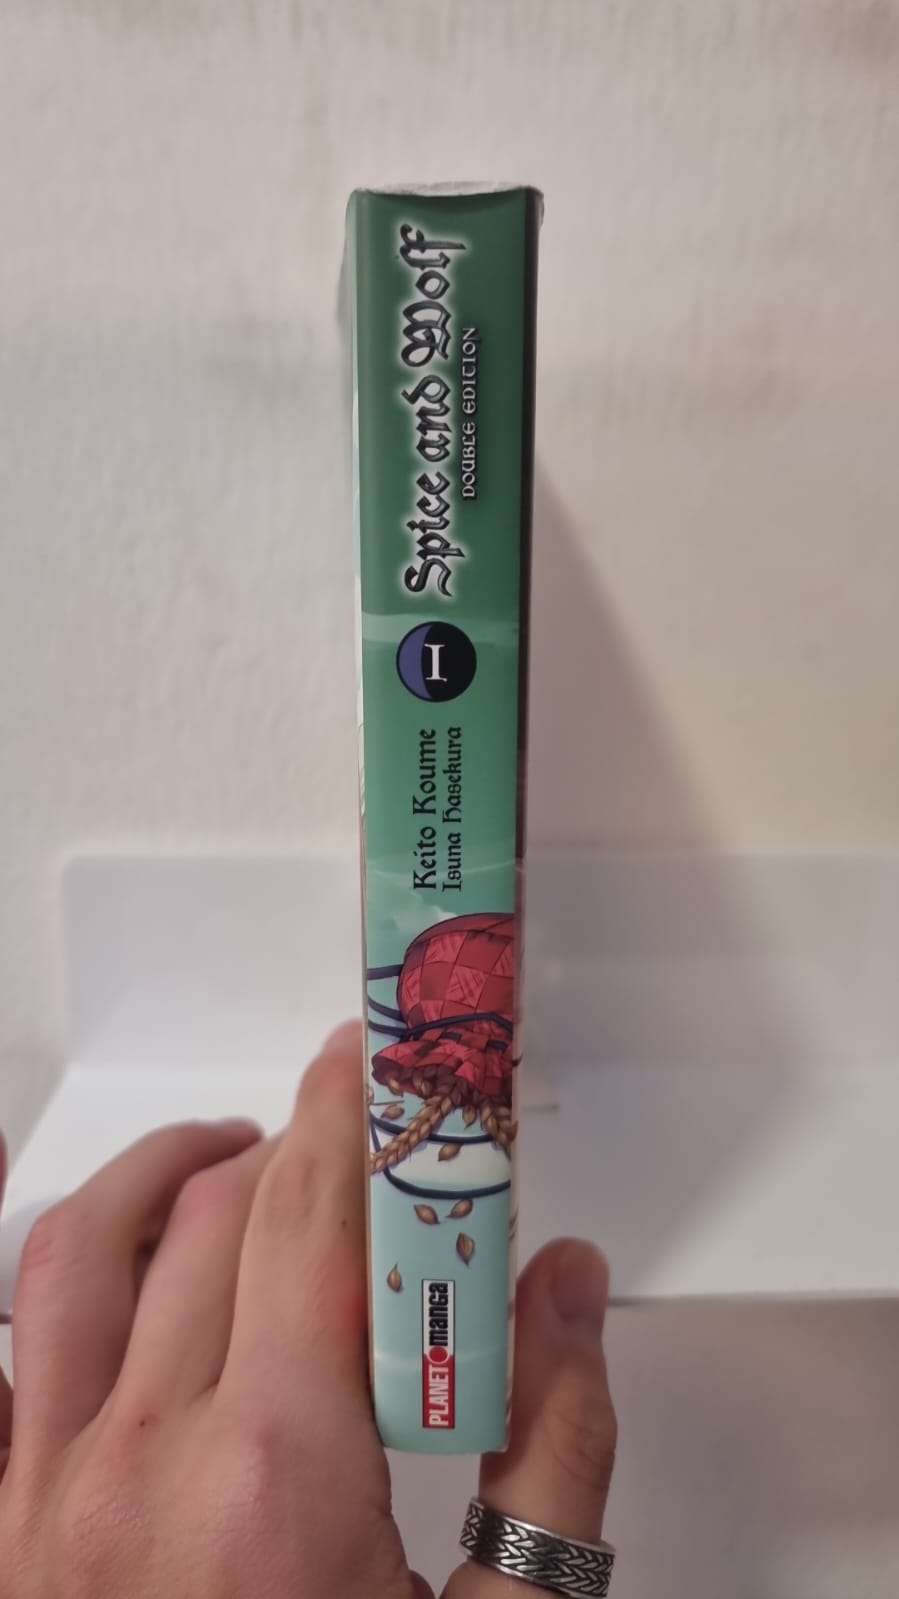 Spice and Wolf
DOUBLE EDITION
I
Keito Koume
Isuna Hasekura
PLANET manga